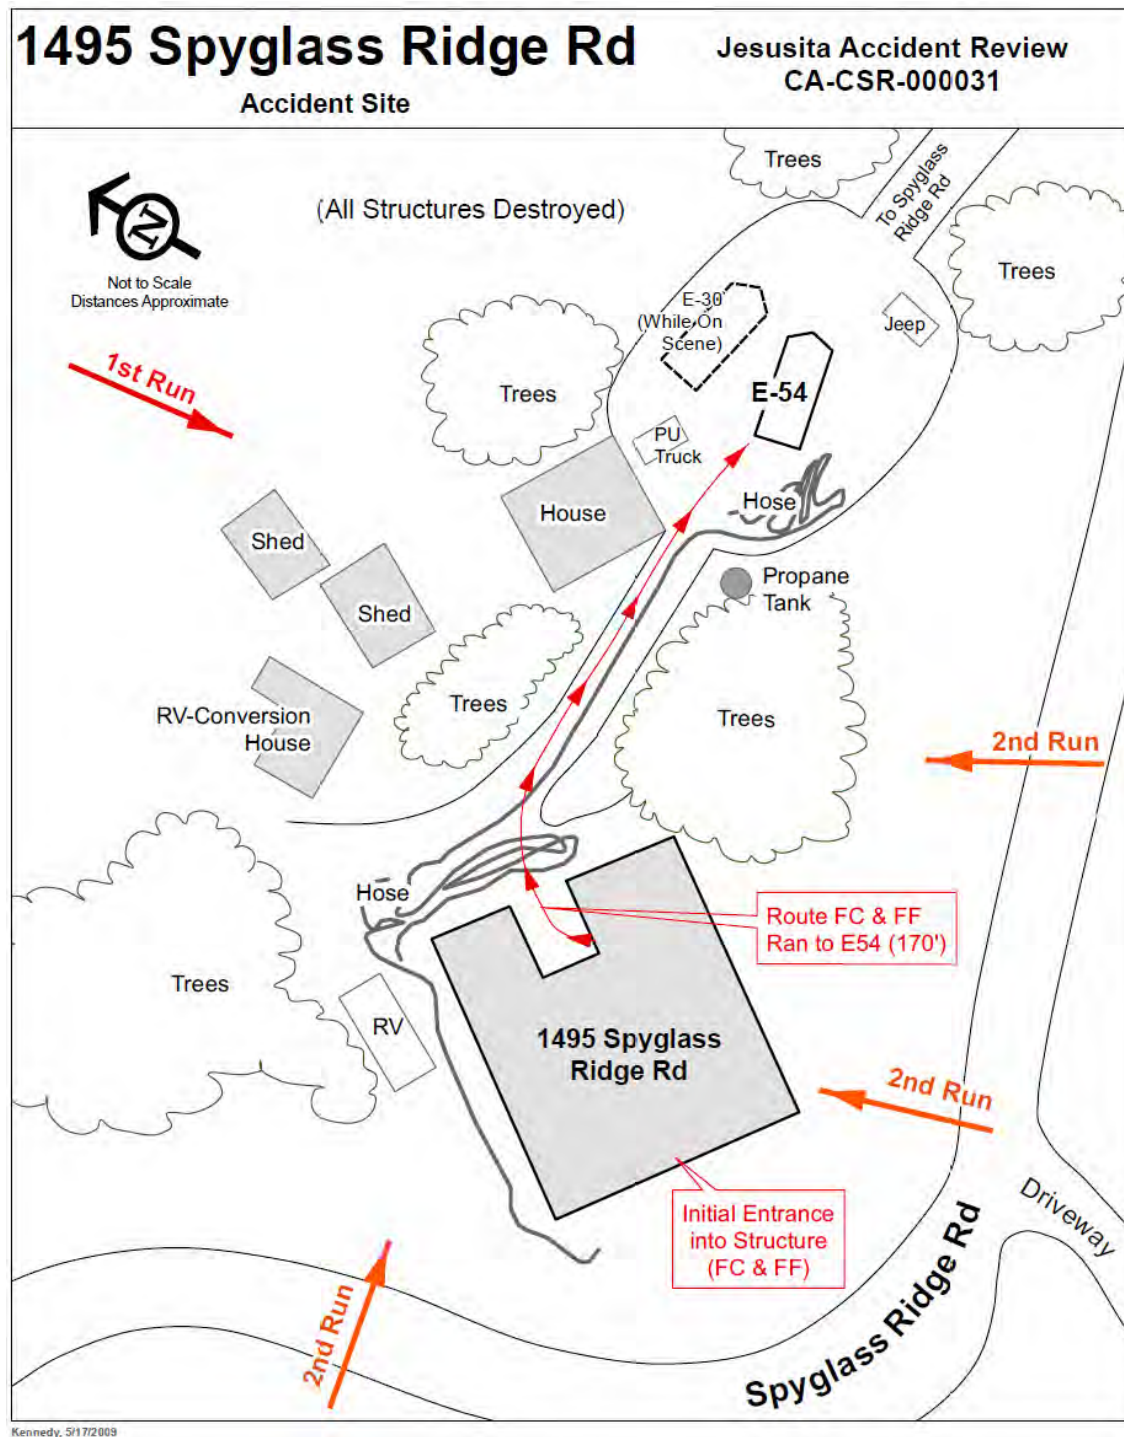 1495 Spyglass Ridge Rd
Accident Site
Jesusita Accident Review
CA-CSR-000031
Trees
To Spyglass
Ridge Rd
N
Not to Scale
Distances Approximate
(All Structures Destroyed)
Trees
E-30
(While On
Scene)
Jeep
1st Run
Trees
E-54
PU
Truck
Hose
House
Shed
Shed
Propane
Tank
Trees
RV-Conversion
House
Trees
2nd Run
Hose
Route FC & FF
Ran to E54 (170')
Trees
RV
1495 Spyglass
Ridge Rd
2nd Run
Initial Entrance
into Structure
(FC & FF)
Driveway
2nd Run
Spyglass Ridge Rd
Kennedy, 5/17/2009